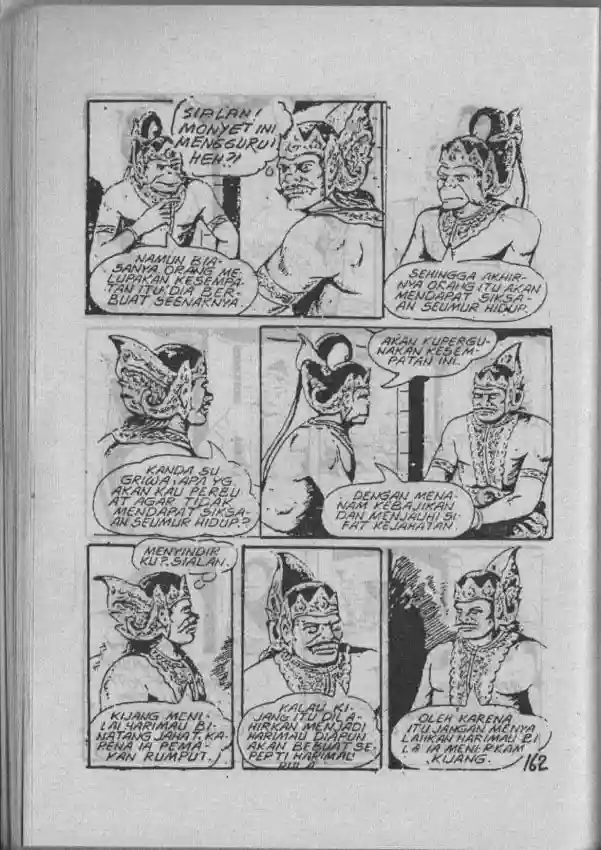 SIALAN!
MONYET INI
MENGGURUI
HEH?!
NAMUN BIA-
SANYA ORANG ME
LUPAKAN KESEMPA-
TAN ITU. DIA BER-
BUAT SEENAKNYA
SEHINGGA AKHIR-
NYA ORANG ITU AKAN
MENDAPAT SIKSA-
AN SEUMUR HIDUP.
KANDA SU
GRIWA, APA YG.
AKAN KAU PERBU
AT AGAR TIDAK
MENDAPAT SIKSA-
AN SEUMUR HIDUP?
AKAN KUPERGU-
NAKAN KESEM-
PATAN INI.
DENGAN MENA-
NAM KEBAJIKAN
DAN MENJAUHI SI-
FAT KEJAHATAN.
MENYINDIR
KU? SIALAN.
KIJANG MENI-
LAI HARIMAU BI-
NATANG JAHAT, KA-
RENA IA PEMA-
KAN RUMPUT.
KALAU KI-
JANG ITU DILA-
HIRKAN MENJADI
HARIMAU DIAPUN
AKAN BEBUAT SE-
PERTI HARIMAU
PULA
OLEH KARENA
ITU JANGAN MENYA
LAHKAN HARIMAU BI
LA IA MENERKAM
KIJANG.
162